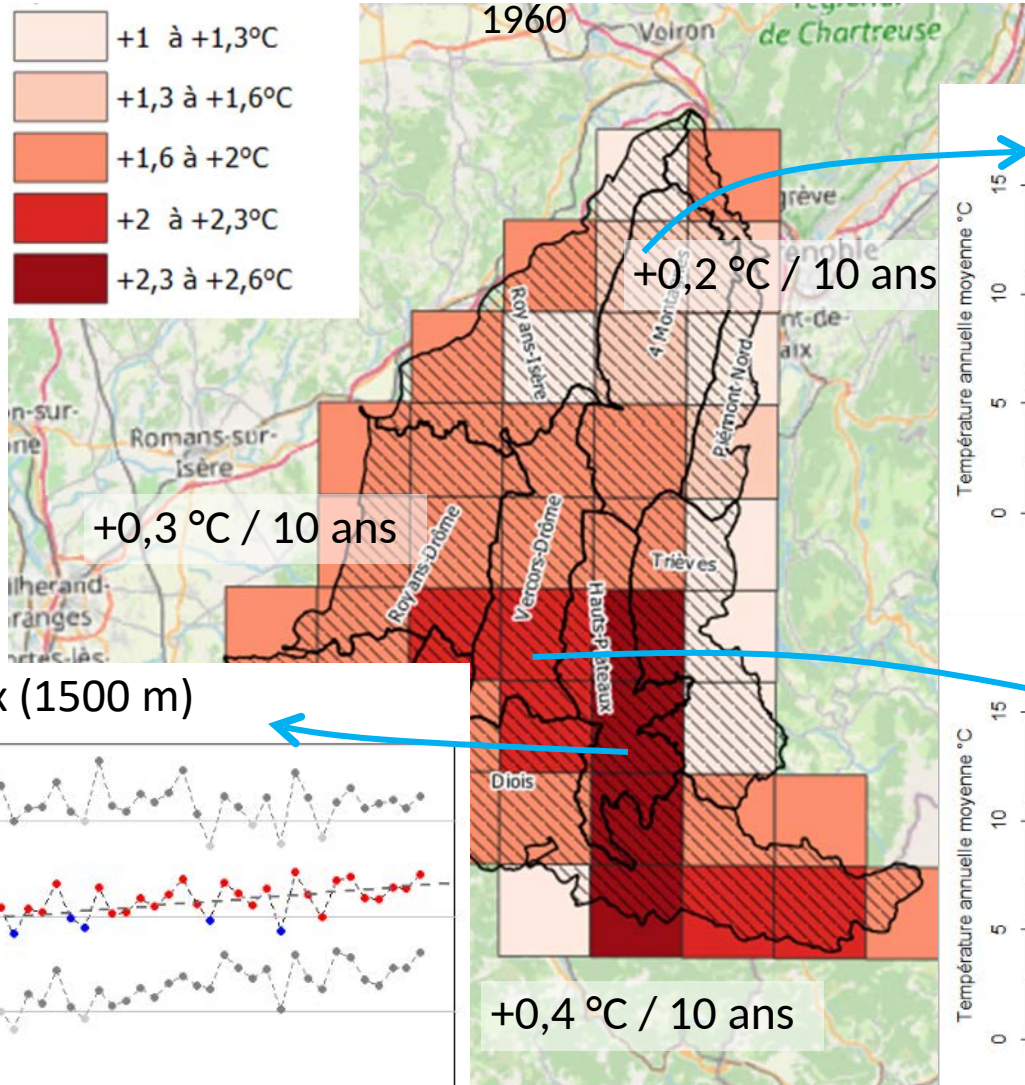 +1 à +1,3°C
+1,3 à +1,6°C
+1,6 à +2°C
+2 à +2,3°C
+2,3 à +2,6°C
1960
Voiron
de Chartreuse
+0,2 °C / 10 ans
Royans-Isère
4 Montagnes
Piémont-Nord
Romans-sur-
Isère
+0,3 °C / 10 ans
Royans-Drôme
Vercors-Drôme
Trièves
Hauts-Plateaux
Diois
(1500 m)
+0,4 °C / 10 ans
Température annuelle moyenne °C
15
10
5
0
Température annuelle moyenne °C
15
10
5
0